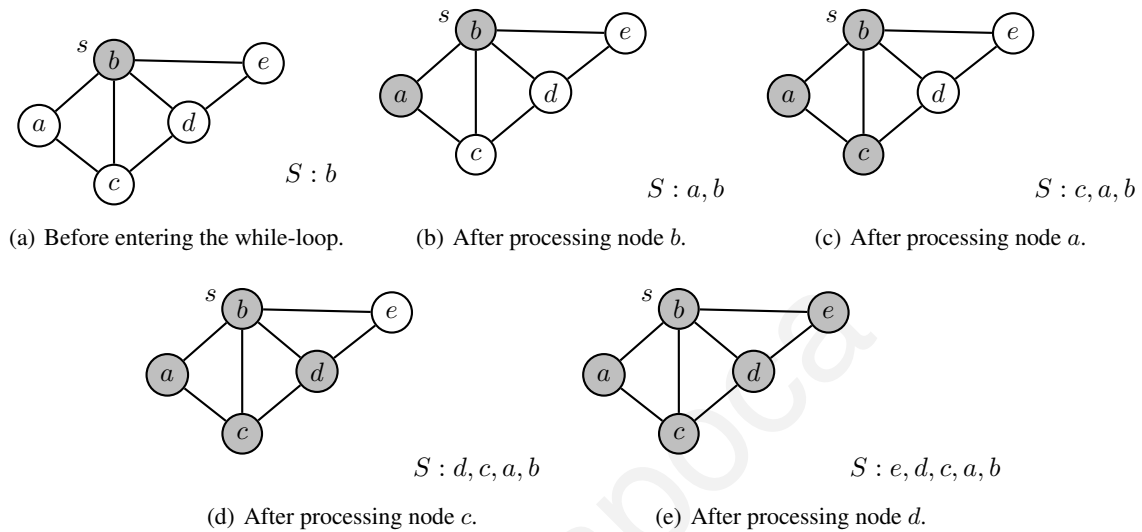 s b e
a d
c
S : b
(a) Before entering the while-loop.
s b e
a d
c
S : a, b
(b) After processing node b.
s b e
a d
c
S : c, a, b
(c) After processing node a.
s b e
a d
c
S : d, c, a, b
(d) After processing node c.
s b e
a d
c
S : e, d, c, a, b
(e) After processing node d.